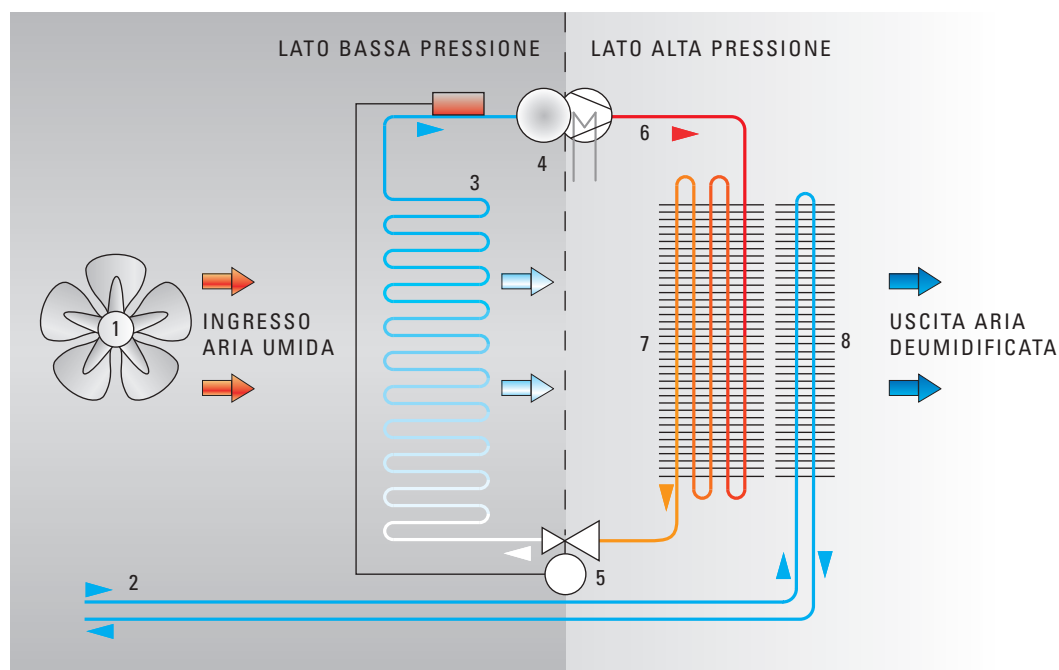 LATO BASSA PRESSIONE
LATO ALTA PRESSIONE
6
4
3
1
INGRESSO
ARIA UMIDA
7
8
USCITA ARIA
DEUMIDIFICATA
5
2